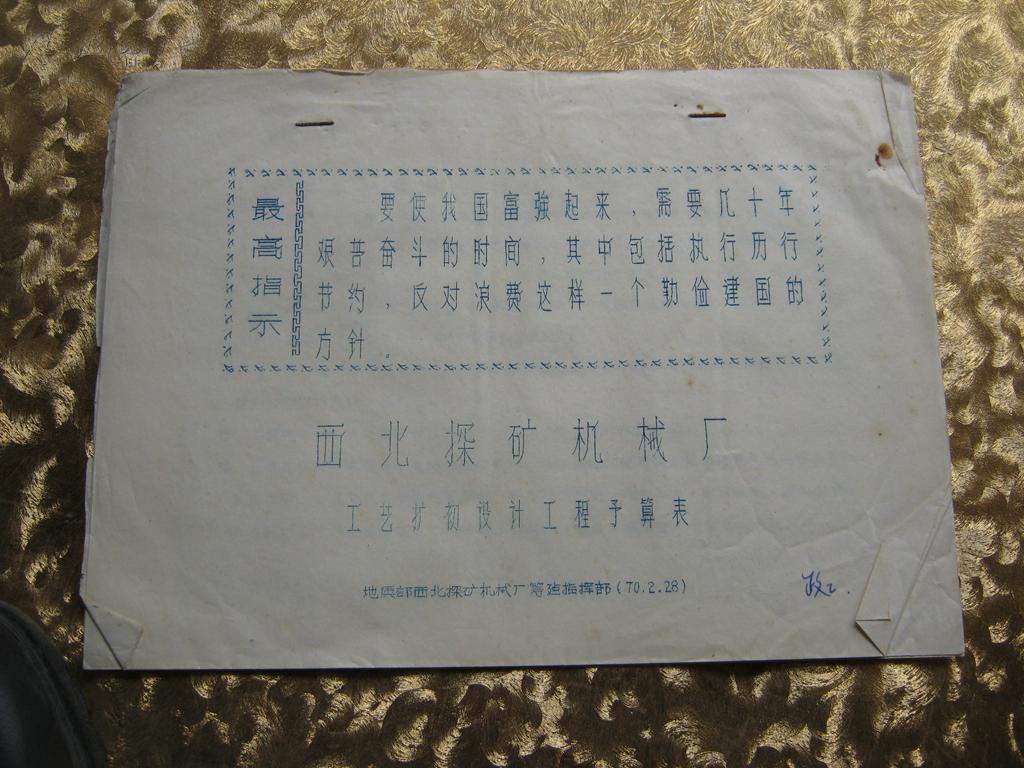 最高指示
要使我国富強起来，需要几十年
艰苦奋斗的时间，其中包括执行历行
节约，反对浪费这样一个勤俭建国的
方针。
西北探矿机械厂
工艺扩初设计工程予算表
地质部西北探矿机械厂筹建指挥部(70.2.28)